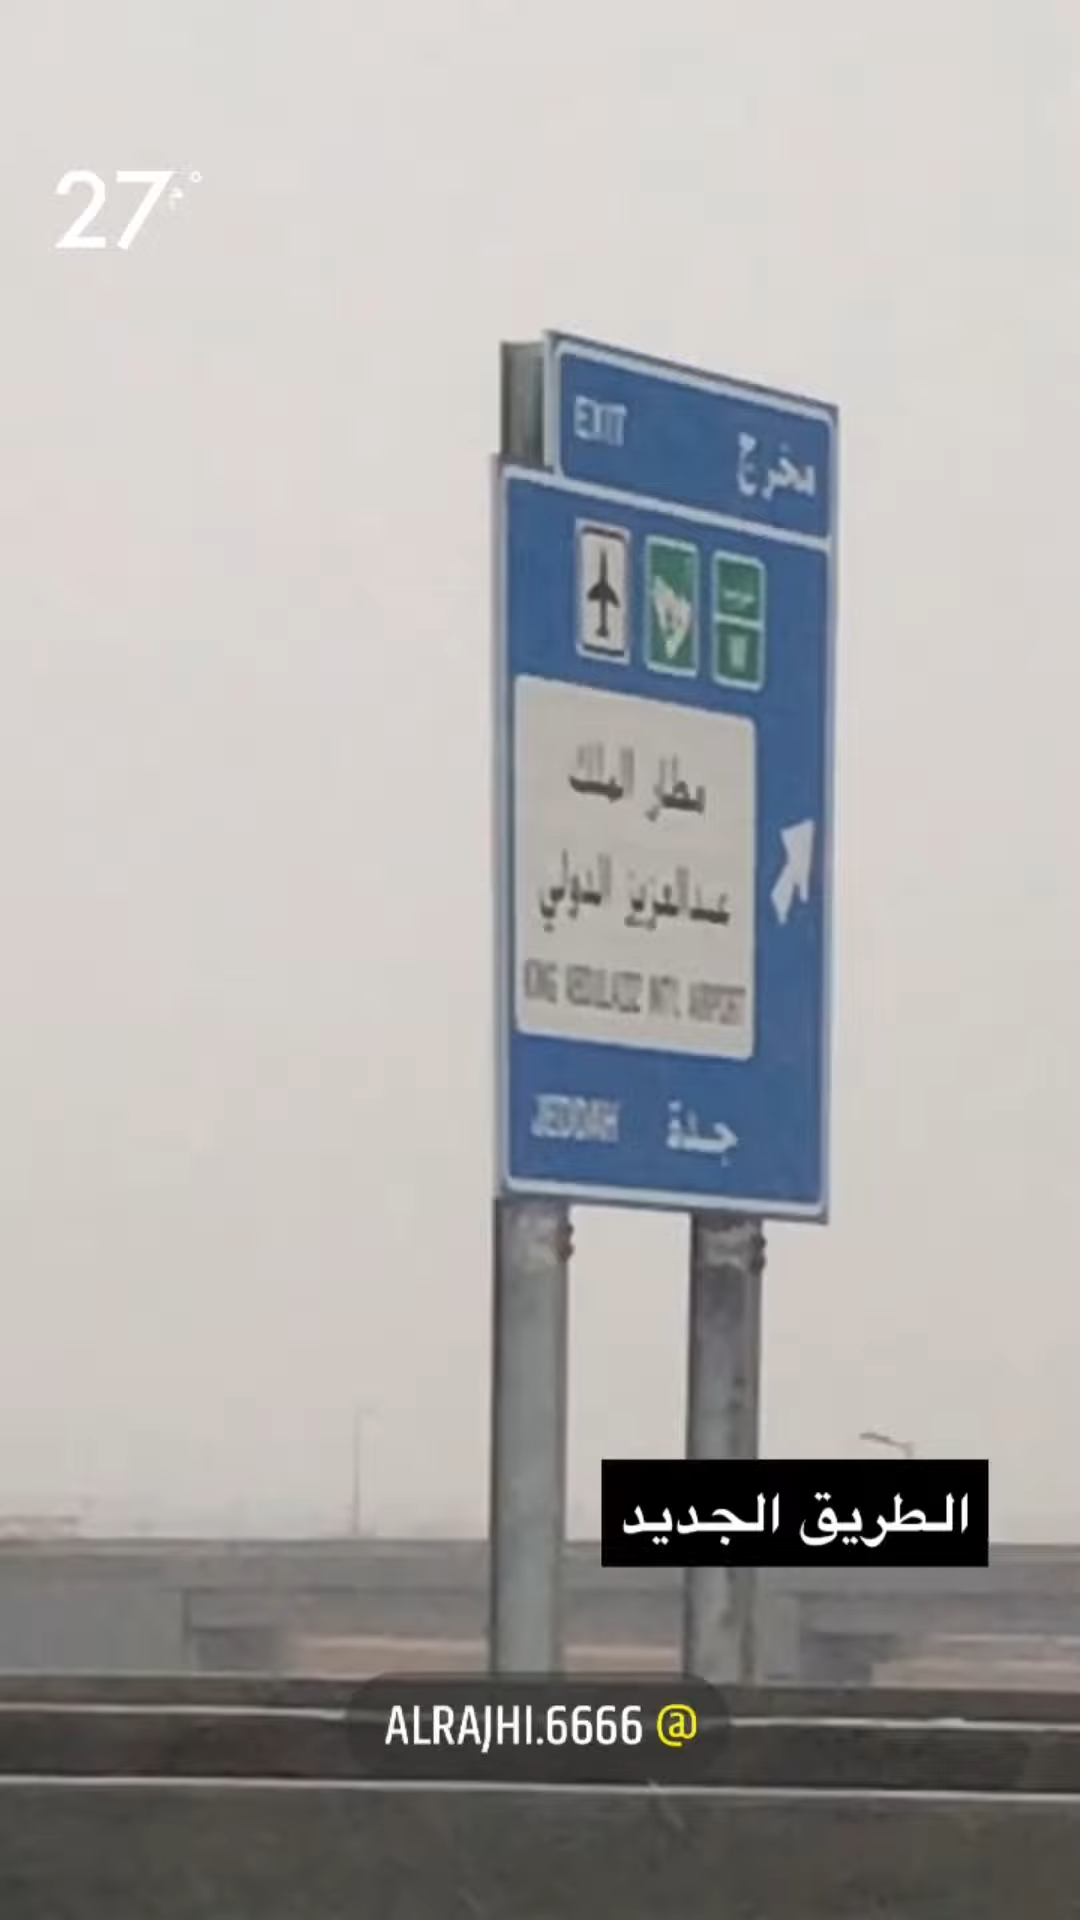 27°م
EXIT مخرج
W
مطار الملك
عبدالعزيز الدولي
KING ABDULAZIZ INT'L AIRPORT
JEDDAH جدة
الطريق الجديد
ALRAJHI.6666 @